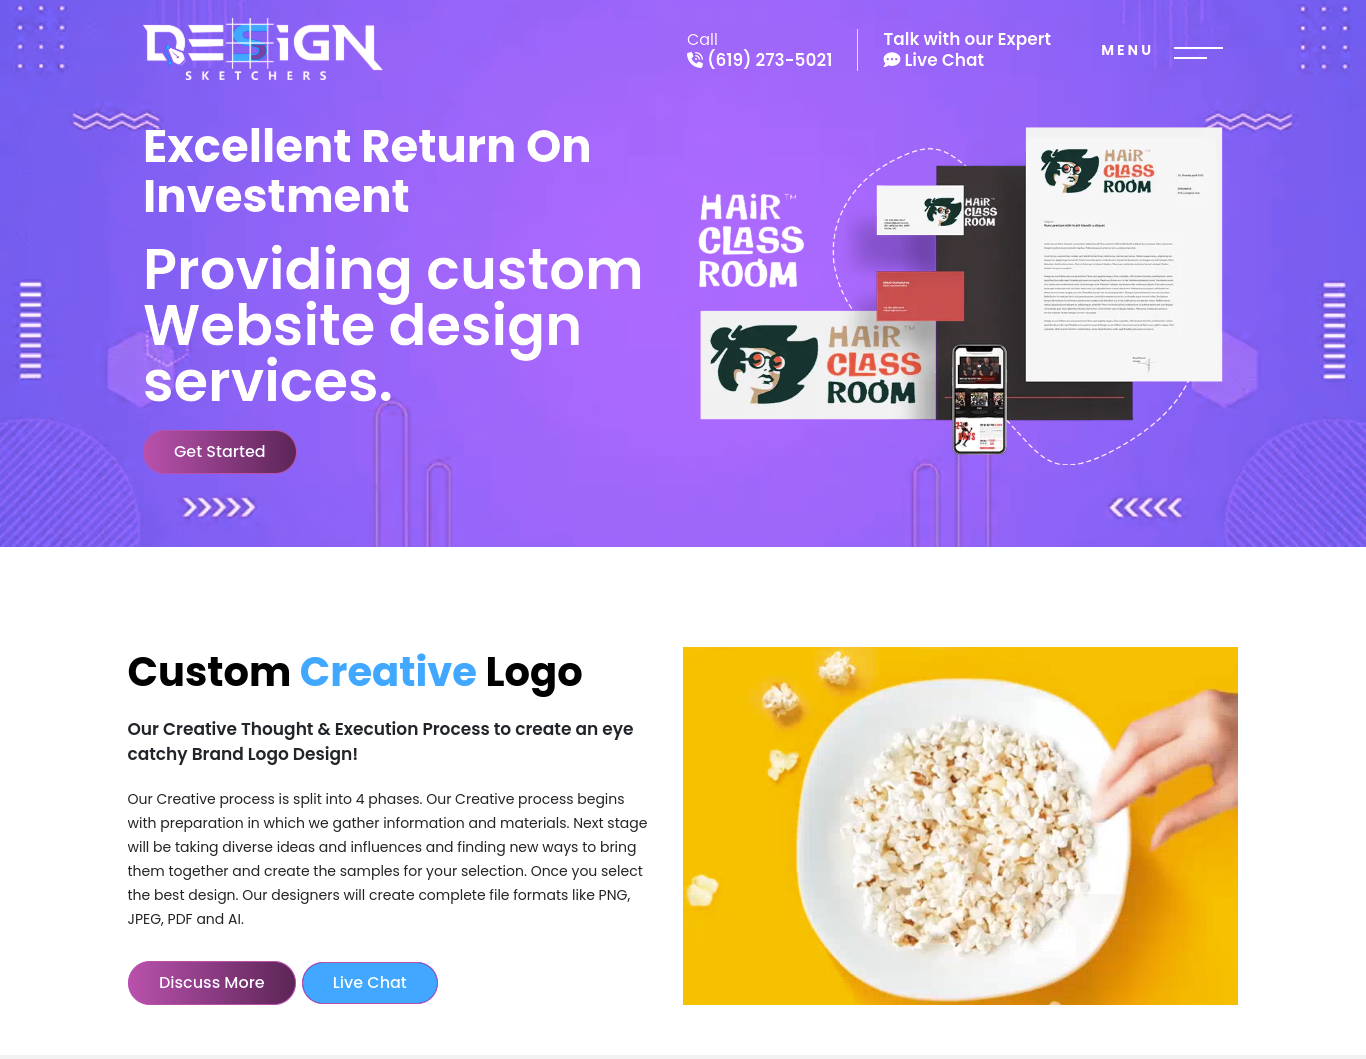 DESiGN
SKETCHERS
Call
(619) 273-5021
Talk with our Expert
Live Chat
MENU
Excellent Return On
Investment
Providing custom
Website design
services.
Get Started
HAiR™
CLASS
ROOM
HAiR™
CLASS
ROOM
HAiR
CLASS
ROOM
HAiR™
CLASS
ROOM
Custom Creative Logo
Our Creative Thought & Execution Process to create an eye
catchy Brand Logo Design!
Our Creative process is split into 4 phases. Our Creative process begins
with preparation in which we gather information and materials. Next stage
will be taking diverse ideas and influences and finding new ways to bring
them together and create the samples for your selection. Once you select
the best design. Our designers will create complete file formats like PNG,
JPEG, PDF and AI.
Discuss More
Live Chat